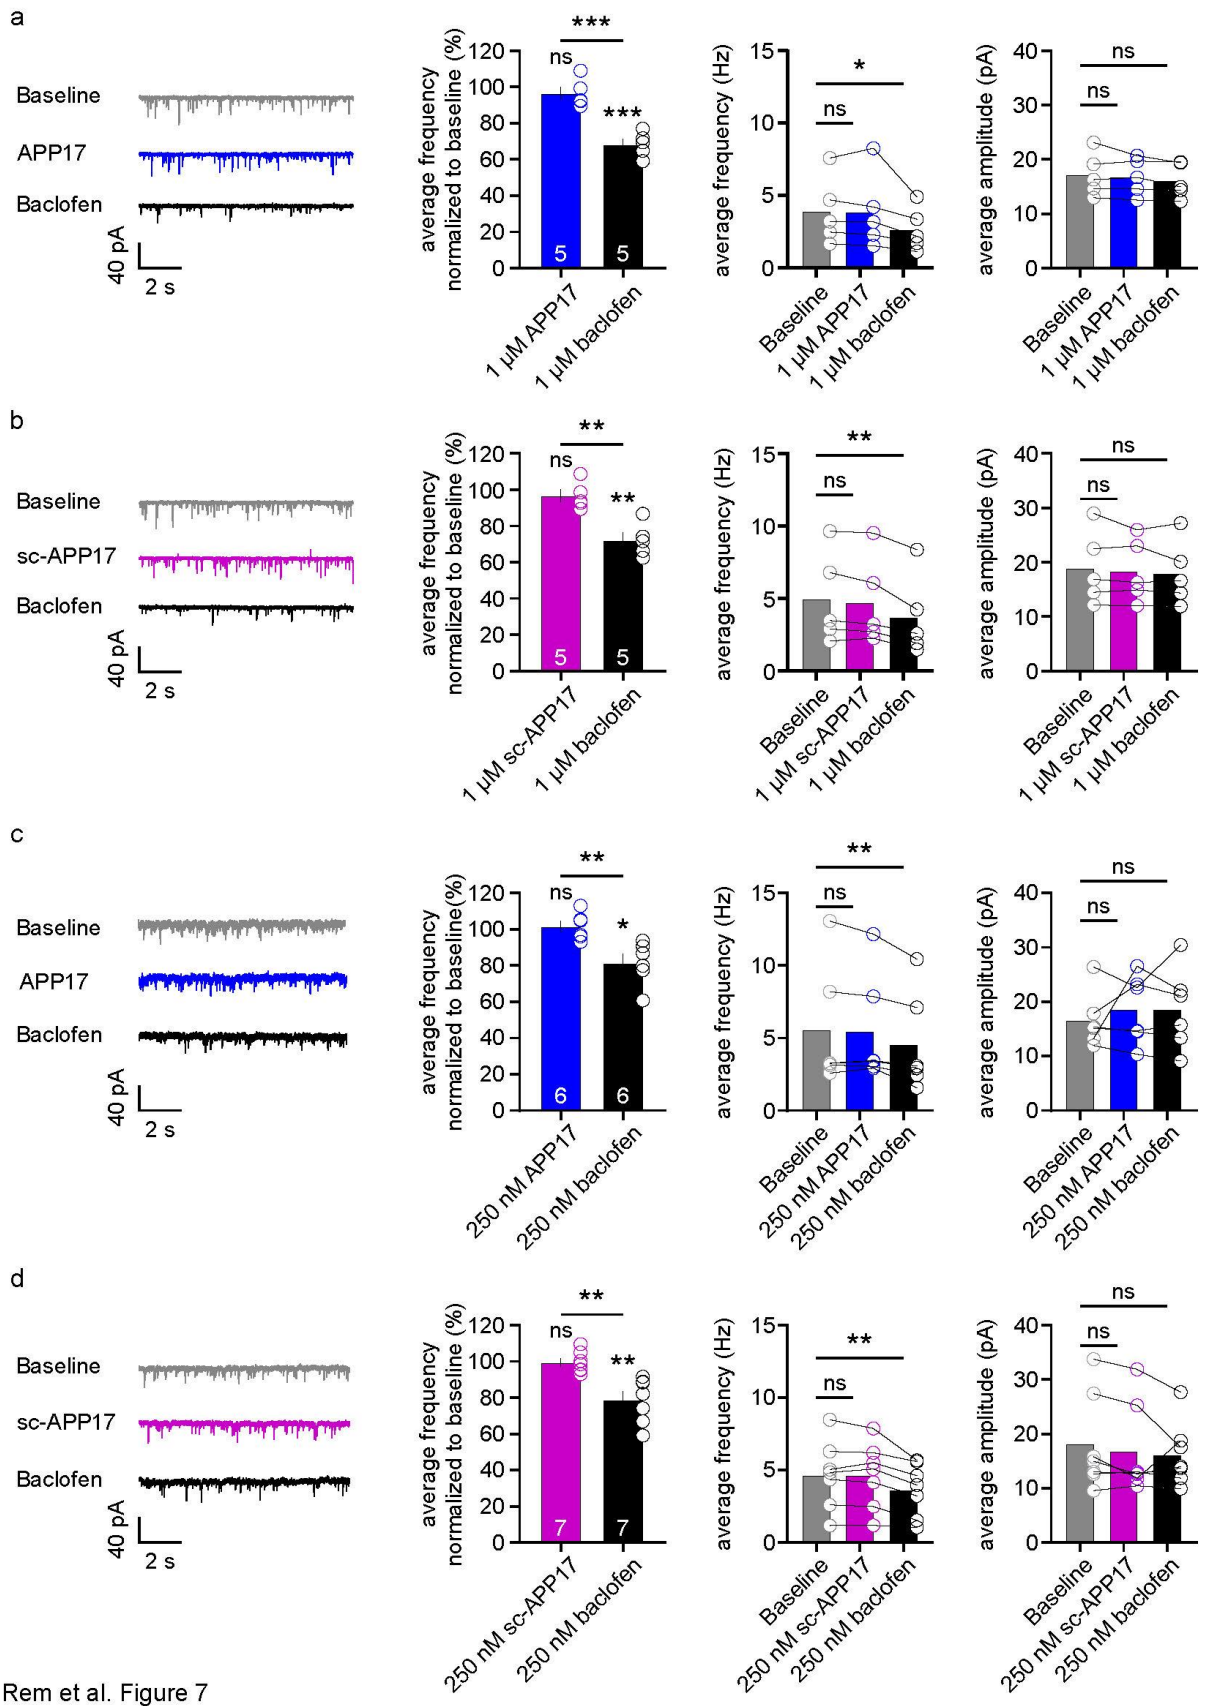 a
Baseline
APP17
Baclofen
40 pA
2 s
average frequency
normalized to baseline (%)
120
100
80
60
40
20
0
***
ns
***
5
5
1 µM APP17
1 µM baclofen
average frequency (Hz)
15
10
5
0
*
ns
Baseline
1 µM APP17
1 µM baclofen
average amplitude (pA)
40
30
20
10
0
ns
ns
Baseline
1 µM APP17
1 µM baclofen
b
Baseline
sc-APP17
Baclofen
40 pA
2 s
average frequency
normalized to baseline (%)
120
100
80
60
40
20
0
**
ns
**
5
5
1 µM sc-APP17
1 µM baclofen
average frequency (Hz)
15
10
5
0
**
ns
Baseline
1 µM sc-APP17
1 µM baclofen
average amplitude (pA)
40
30
20
10
0
ns
ns
Baseline
1 µM sc-APP17
1 µM baclofen
c
Baseline
APP17
Baclofen
40 pA
2 s
average frequency
normalized to baseline(%)
120
100
80
60
40
20
0
**
ns
*
6
6
250 nM APP17
250 nM baclofen
average frequency (Hz)
15
10
5
0
**
ns
Baseline
250 nM APP17
250 nM baclofen
average amplitude (pA)
40
30
20
10
0
ns
ns
Baseline
250 nM APP17
250 nM baclofen
d
Baseline
sc-APP17
Baclofen
40 pA
2 s
average frequency
normalized to baseline (%)
120
100
80
60
40
20
0
**
ns
**
7
7
250 nM sc-APP17
250 nM baclofen
average frequency (Hz)
15
10
5
0
**
ns
Baseline
250 nM sc-APP17
250 nM baclofen
average amplitude (pA)
40
30
20
10
0
ns
ns
Baseline
250 nM sc-APP17
250 nM baclofen
Rem et al. Figure 7